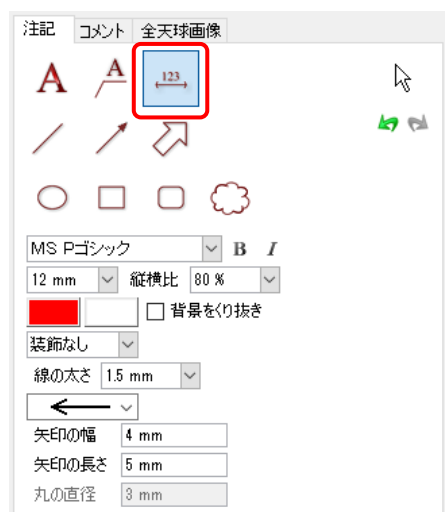 注記 コメント 全天球画像
A A 123
MS Pゴシック B I
12 mm 縦横比 80 %
背景をくり抜き
装飾なし
線の太さ 1.5 mm
矢印の幅 4 mm
矢印の長さ 5 mm
丸の直径 3 mm